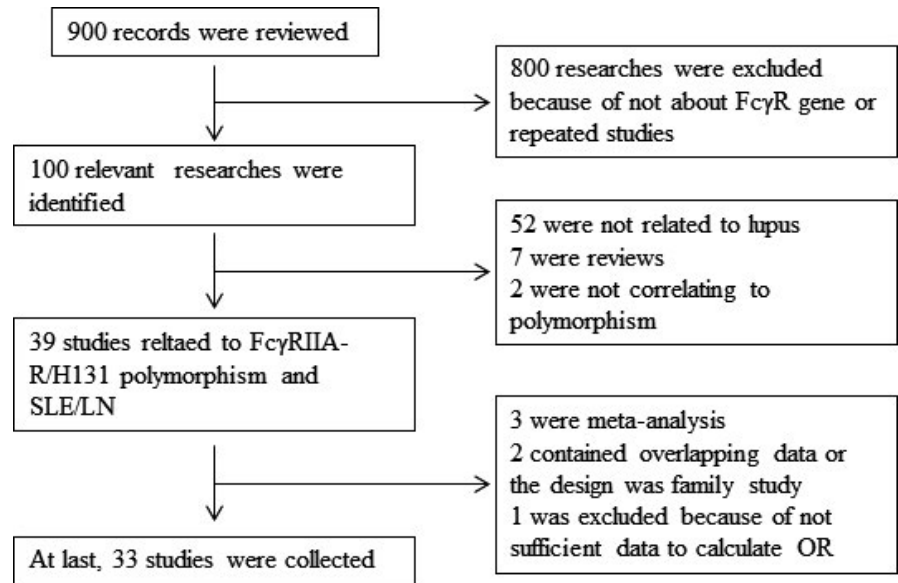 900 records were reviewed
800 researches were excluded
because of not about FcγR gene or
repeated studies
100 relevant researches were
identified
52 were not related to lupus
7 were reviews
2 were not correlating to
polymorphism
39 studies reltaed to FcγRIIA-
R/H131 polymorphism and
SLE/LN
3 were meta-analysis
2 contained overlapping data or
the design was family study
1 was excluded because of not
sufficient data to calculate OR
At last, 33 studies were collected